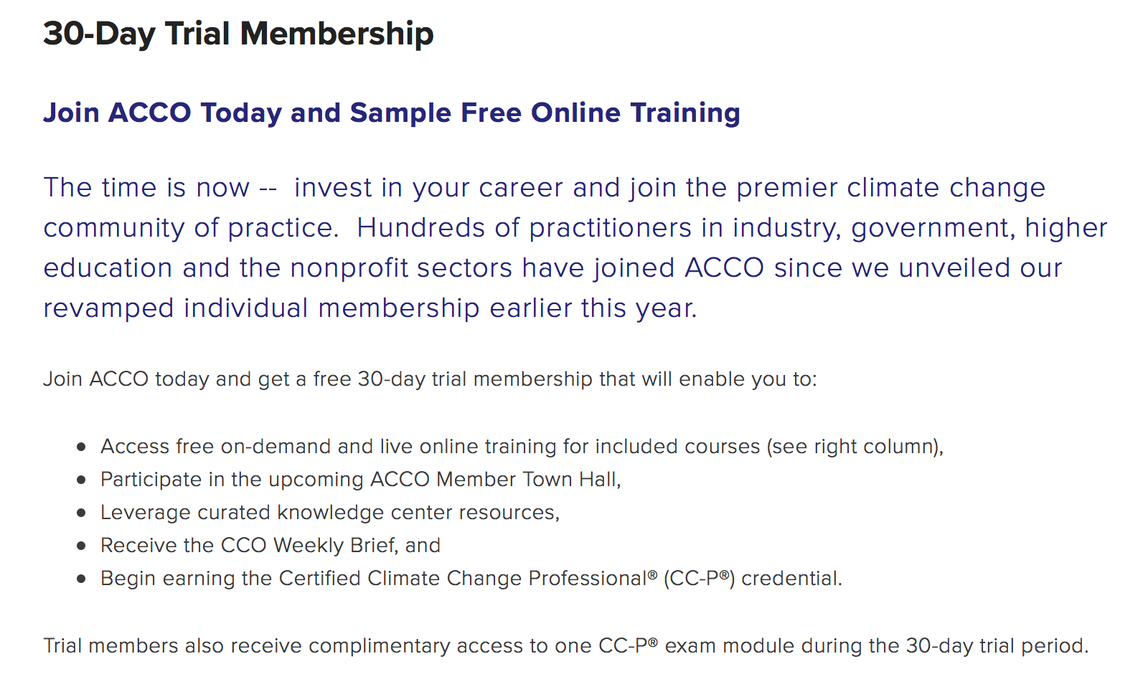 30-Day Trial Membership
Join ACCO Today and Sample Free Online Training
The time is now --  invest in your career and join the premier climate change
community of practice.  Hundreds of practitioners in industry, government, higher
education and the nonprofit sectors have joined ACCO since we unveiled our
revamped individual membership earlier this year.
Join ACCO today and get a free 30-day trial membership that will enable you to:
• Access free on-demand and live online training for included courses (see right column),
• Participate in the upcoming ACCO Member Town Hall,
• Leverage curated knowledge center resources,
• Receive the CCO Weekly Brief, and
• Begin earning the Certified Climate Change Professional® (CC-P®) credential.
Trial members also receive complimentary access to one CC-P® exam module during the 30-day trial period.